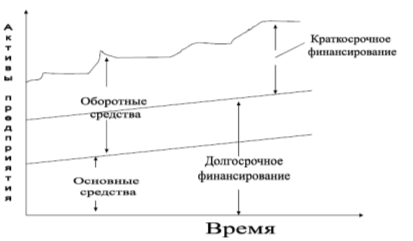 Активы предприятия
Краткосрочное
финансирование
Оборотные
средства
Долгосрочное
финансирование
Основные
средства
Время